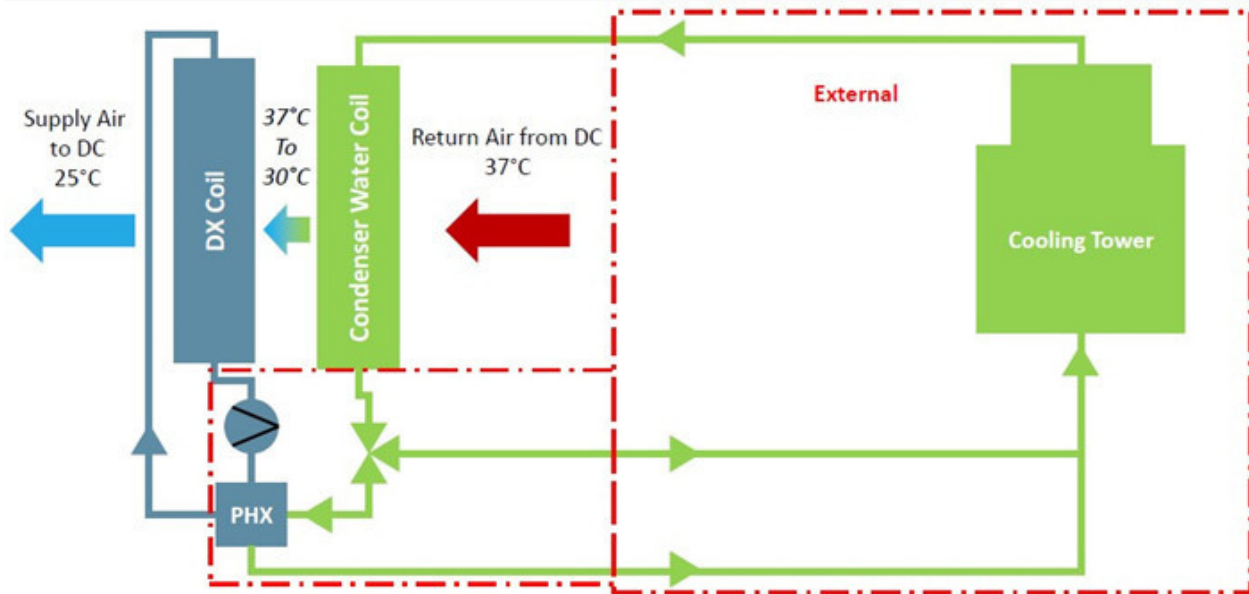 External
Supply Air
to DC
25°C
DX Coil
37°C
To
30°C
Condenser Water Coil
Return Air from DC
37°C
Cooling Tower
PHX